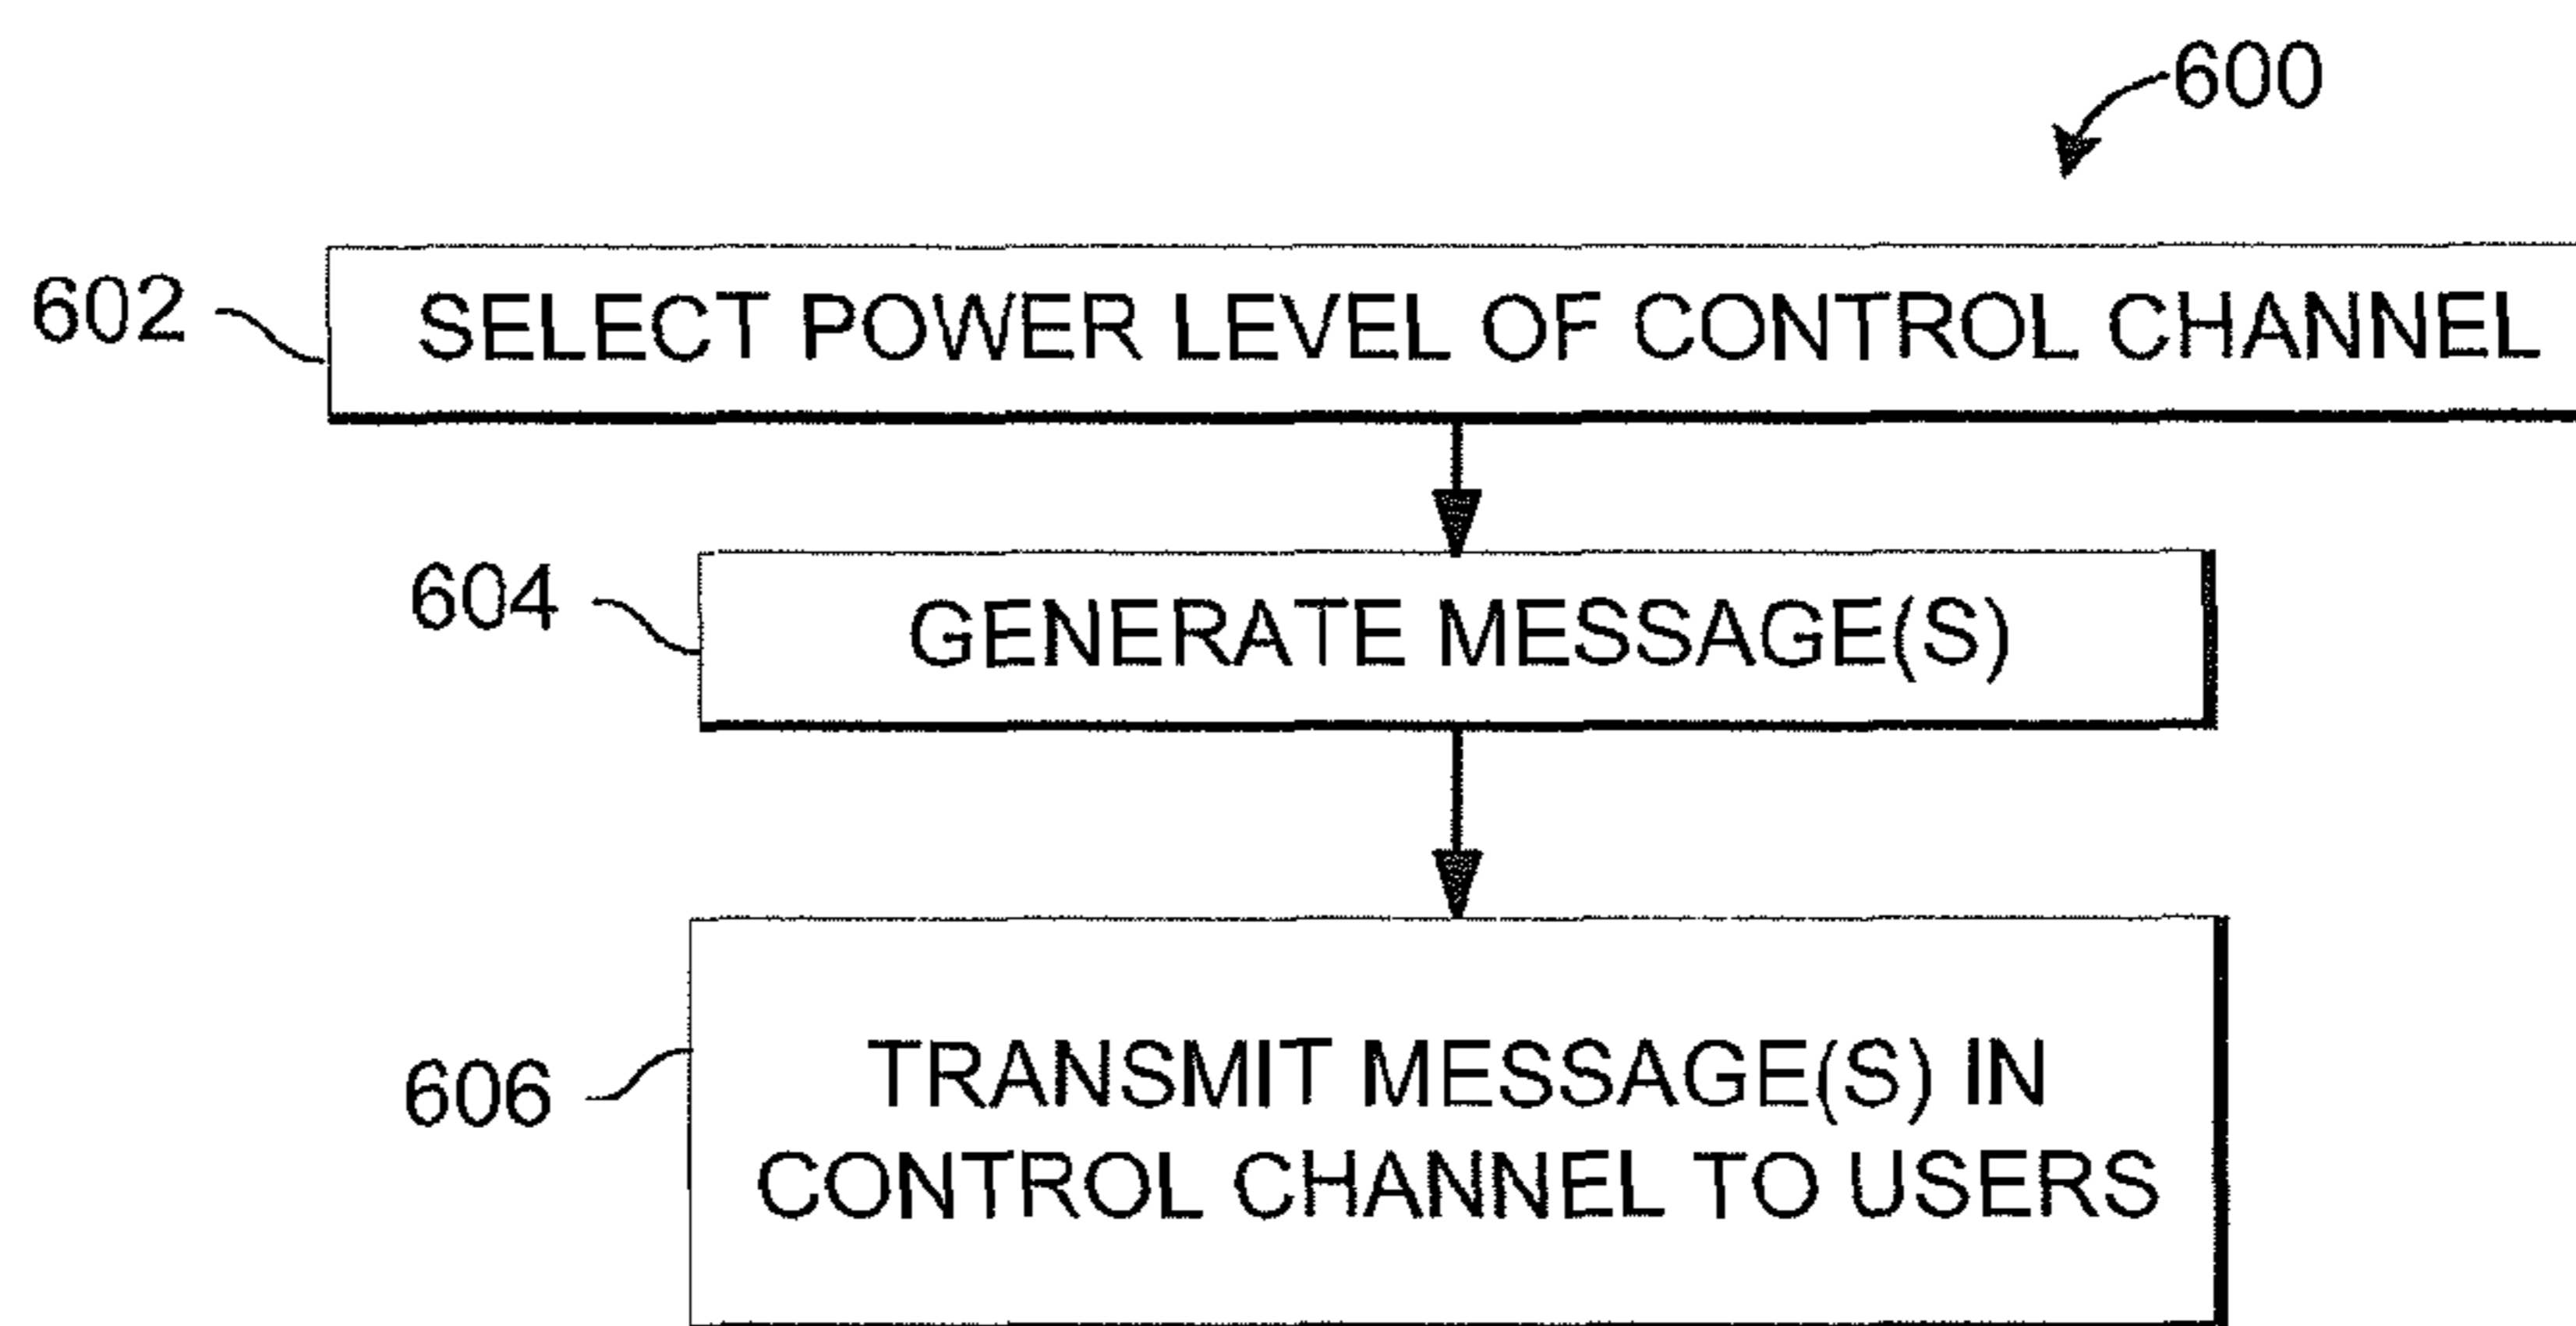 600
602
SELECT POWER LEVEL OF CONTROL CHANNEL
604
GENERATE MESSAGE(S)
606
TRANSMIT MESSAGE(S) IN
CONTROL CHANNEL TO USERS